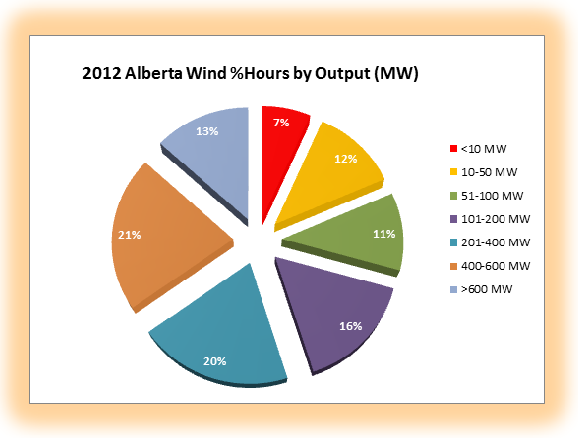 2012 Alberta Wind %Hours by Output (MW)
13%
7%
12%
11%
16%
20%
21%
<10 MW
10-50 MW
51-100 MW
101-200 MW
201-400 MW
400-600 MW
>600 MW